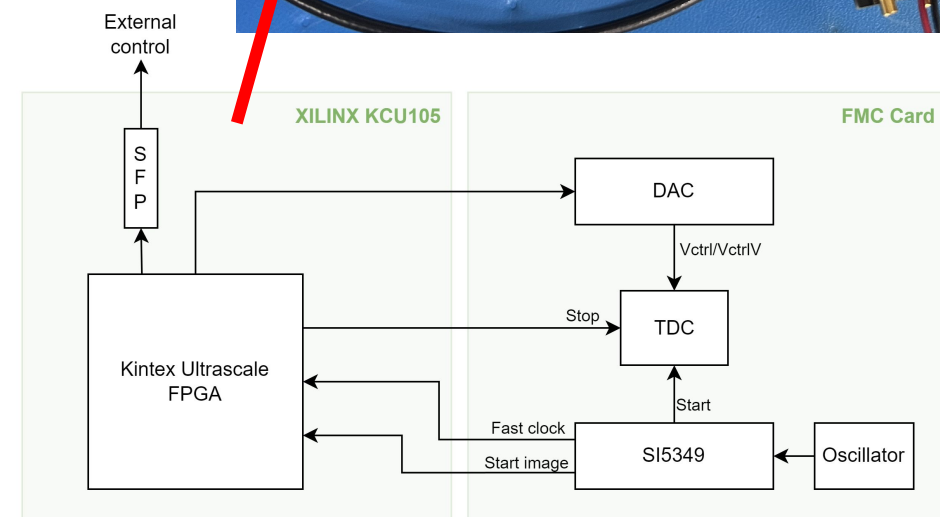 External
control
XILINX KCU105
FMC Card
S
F
P
DAC
Vctrl/VctrlV
Stop
TDC
Kintex Ultrascale
FPGA
Start
Fast clock
Start image
SI5349
Oscillator